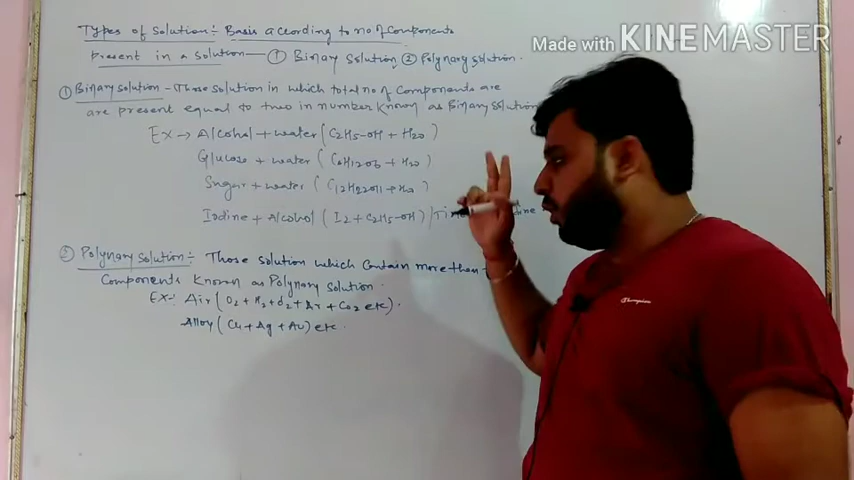 Types of solution:- Basis according to no of Components
present in a solution — ① Binary solution ② Polynary solution.
① Binary solution - Those solution in which total no of Components are
are present equal to two in number known as Binary solution
Ex → Alcohol + water (C2H5-OH + H2O)
Glucose + water (C6H12O6 + H2O)
Sugar + water (C12H22O11 + H2O)
Iodine + Alcohol (I2 + C2H5-OH) /
② Polynary solution:- Those solution which Contain more then
Components Known as Polynary solution.
Ex:- Air ( + Ar + CO2 etc).
Alloy (Cu + Ag + Au) etc.
Made with KINEMASTER